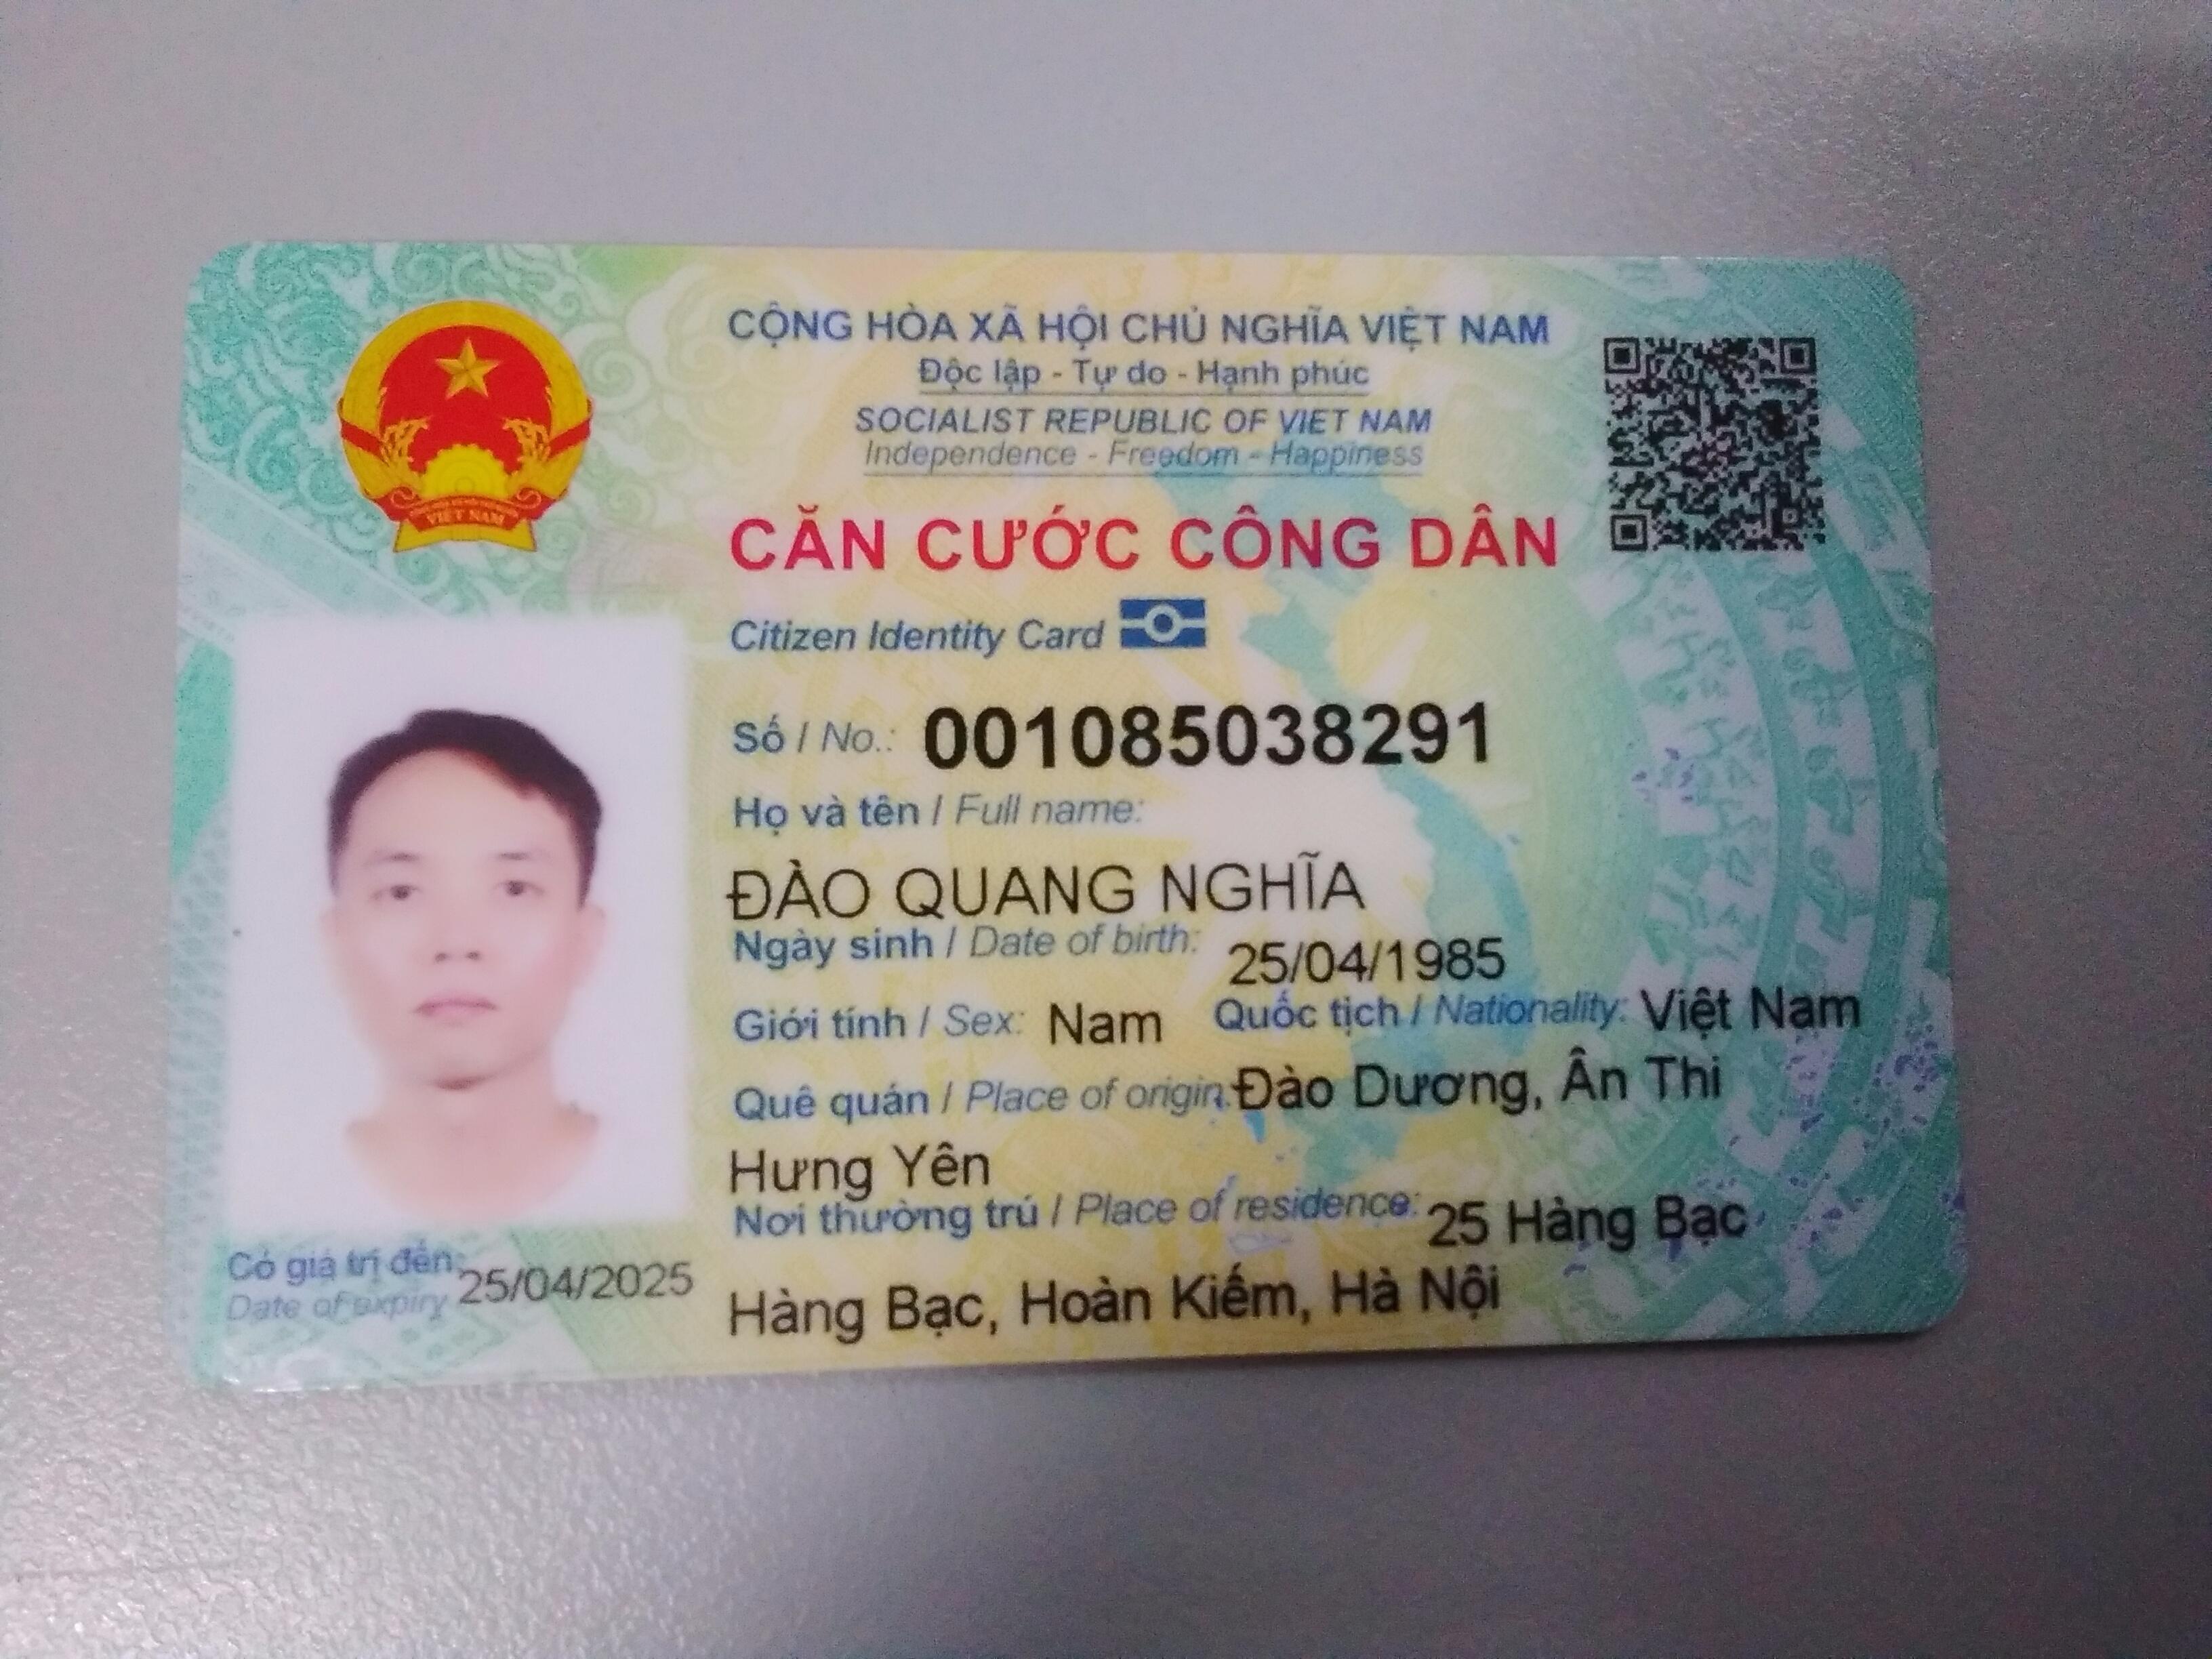 CỘNG HÒA XÃ HỘI CHỦ NGHĨA VIỆT NAM
Độc lập - Tự do - Hạnh phúc
SOCIALIST REPUBLIC OF VIET NAM
Independence - Freedom - Happiness
CĂN CƯỚC CÔNG DÂN
Citizen Identity Card
Số / No.: 001085038291
Họ và tên / Full name:
ĐÀO QUANG NGHĨA
Ngày sinh / Date of birth: 25/04/1985
Giới tính / Sex: Nam Quốc tịch / Nationality: Việt Nam
Quê quán / Place of origin: Đào Dương, Ân Thi
Hưng Yên
Nơi thường trú / Place of residence: 25 Hàng Bạc
Hàng Bạc, Hoàn Kiếm, Hà Nội
Có giá trị đến: 25/04/2025
Date of expiry
VIỆT NAM